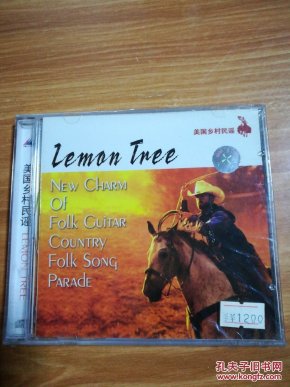 美国乡村民谣
Lemon Tree
New Charm
Of
Folk Guitar
Country
Folk Song
Parade
美国乡村民谣 LEMON TREE
1200
孔夫子旧书网